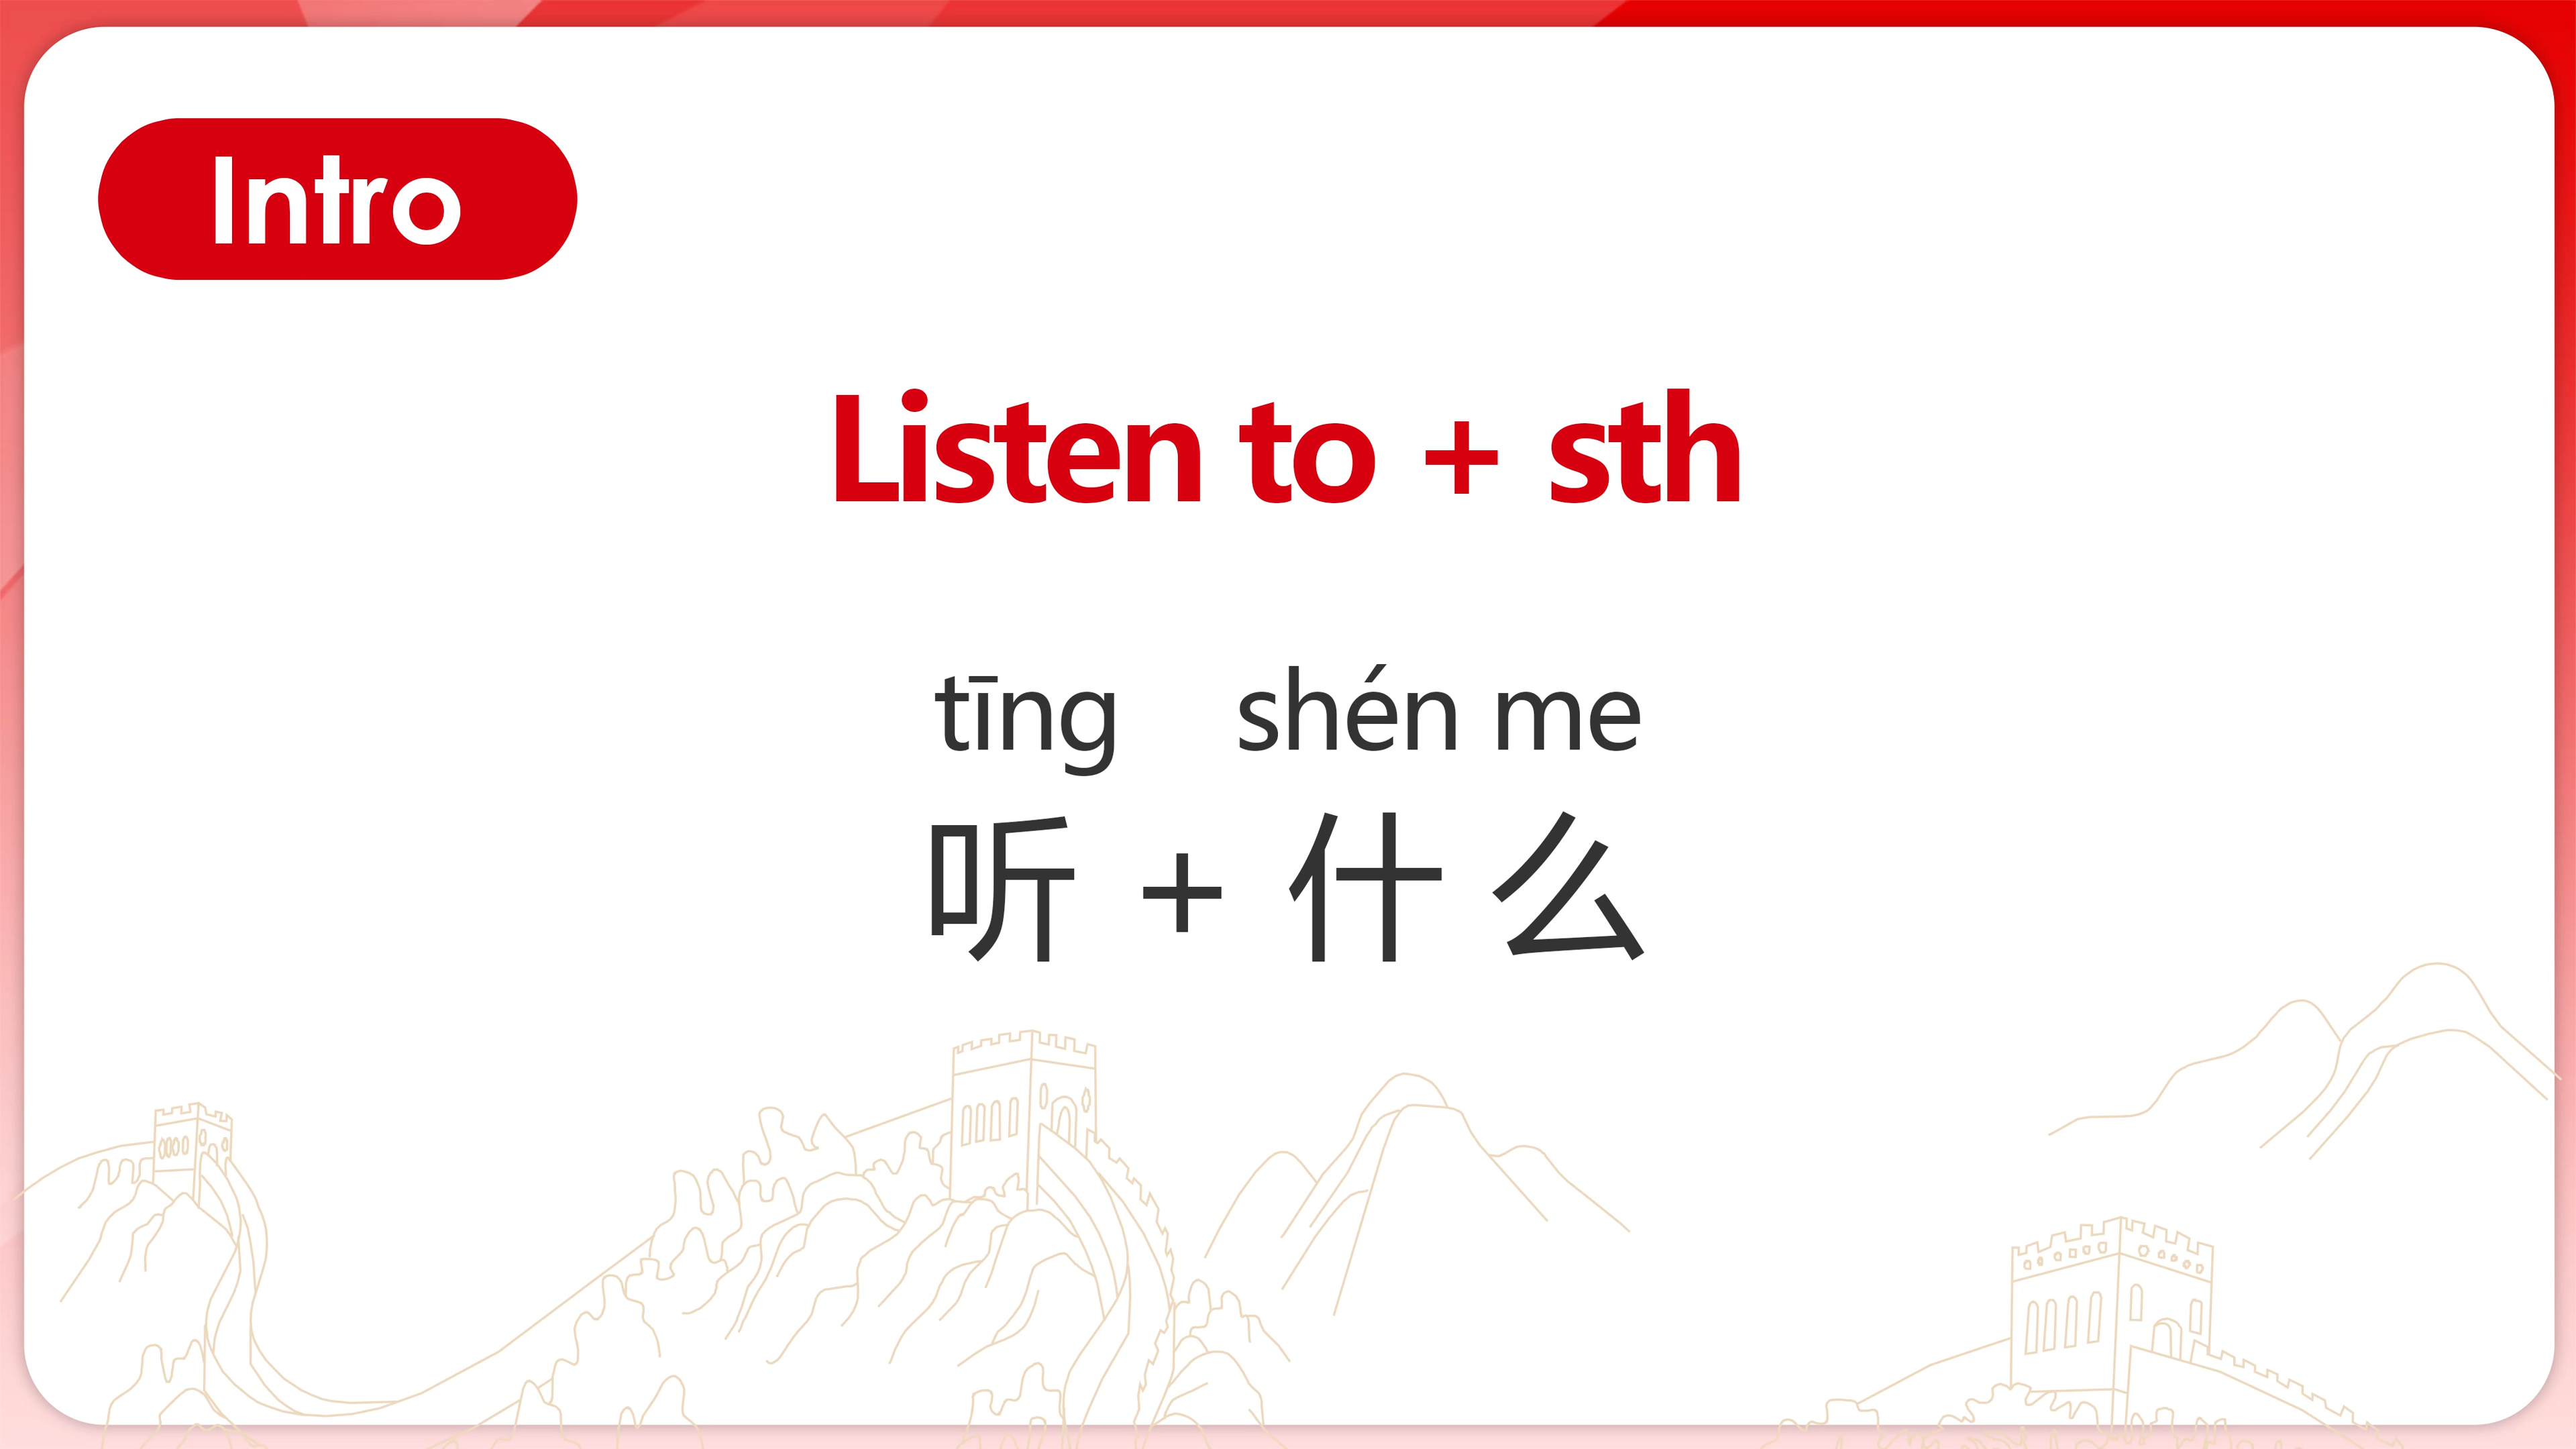 Intro
Listen to + sth
tīng shén me
听 + 什 么